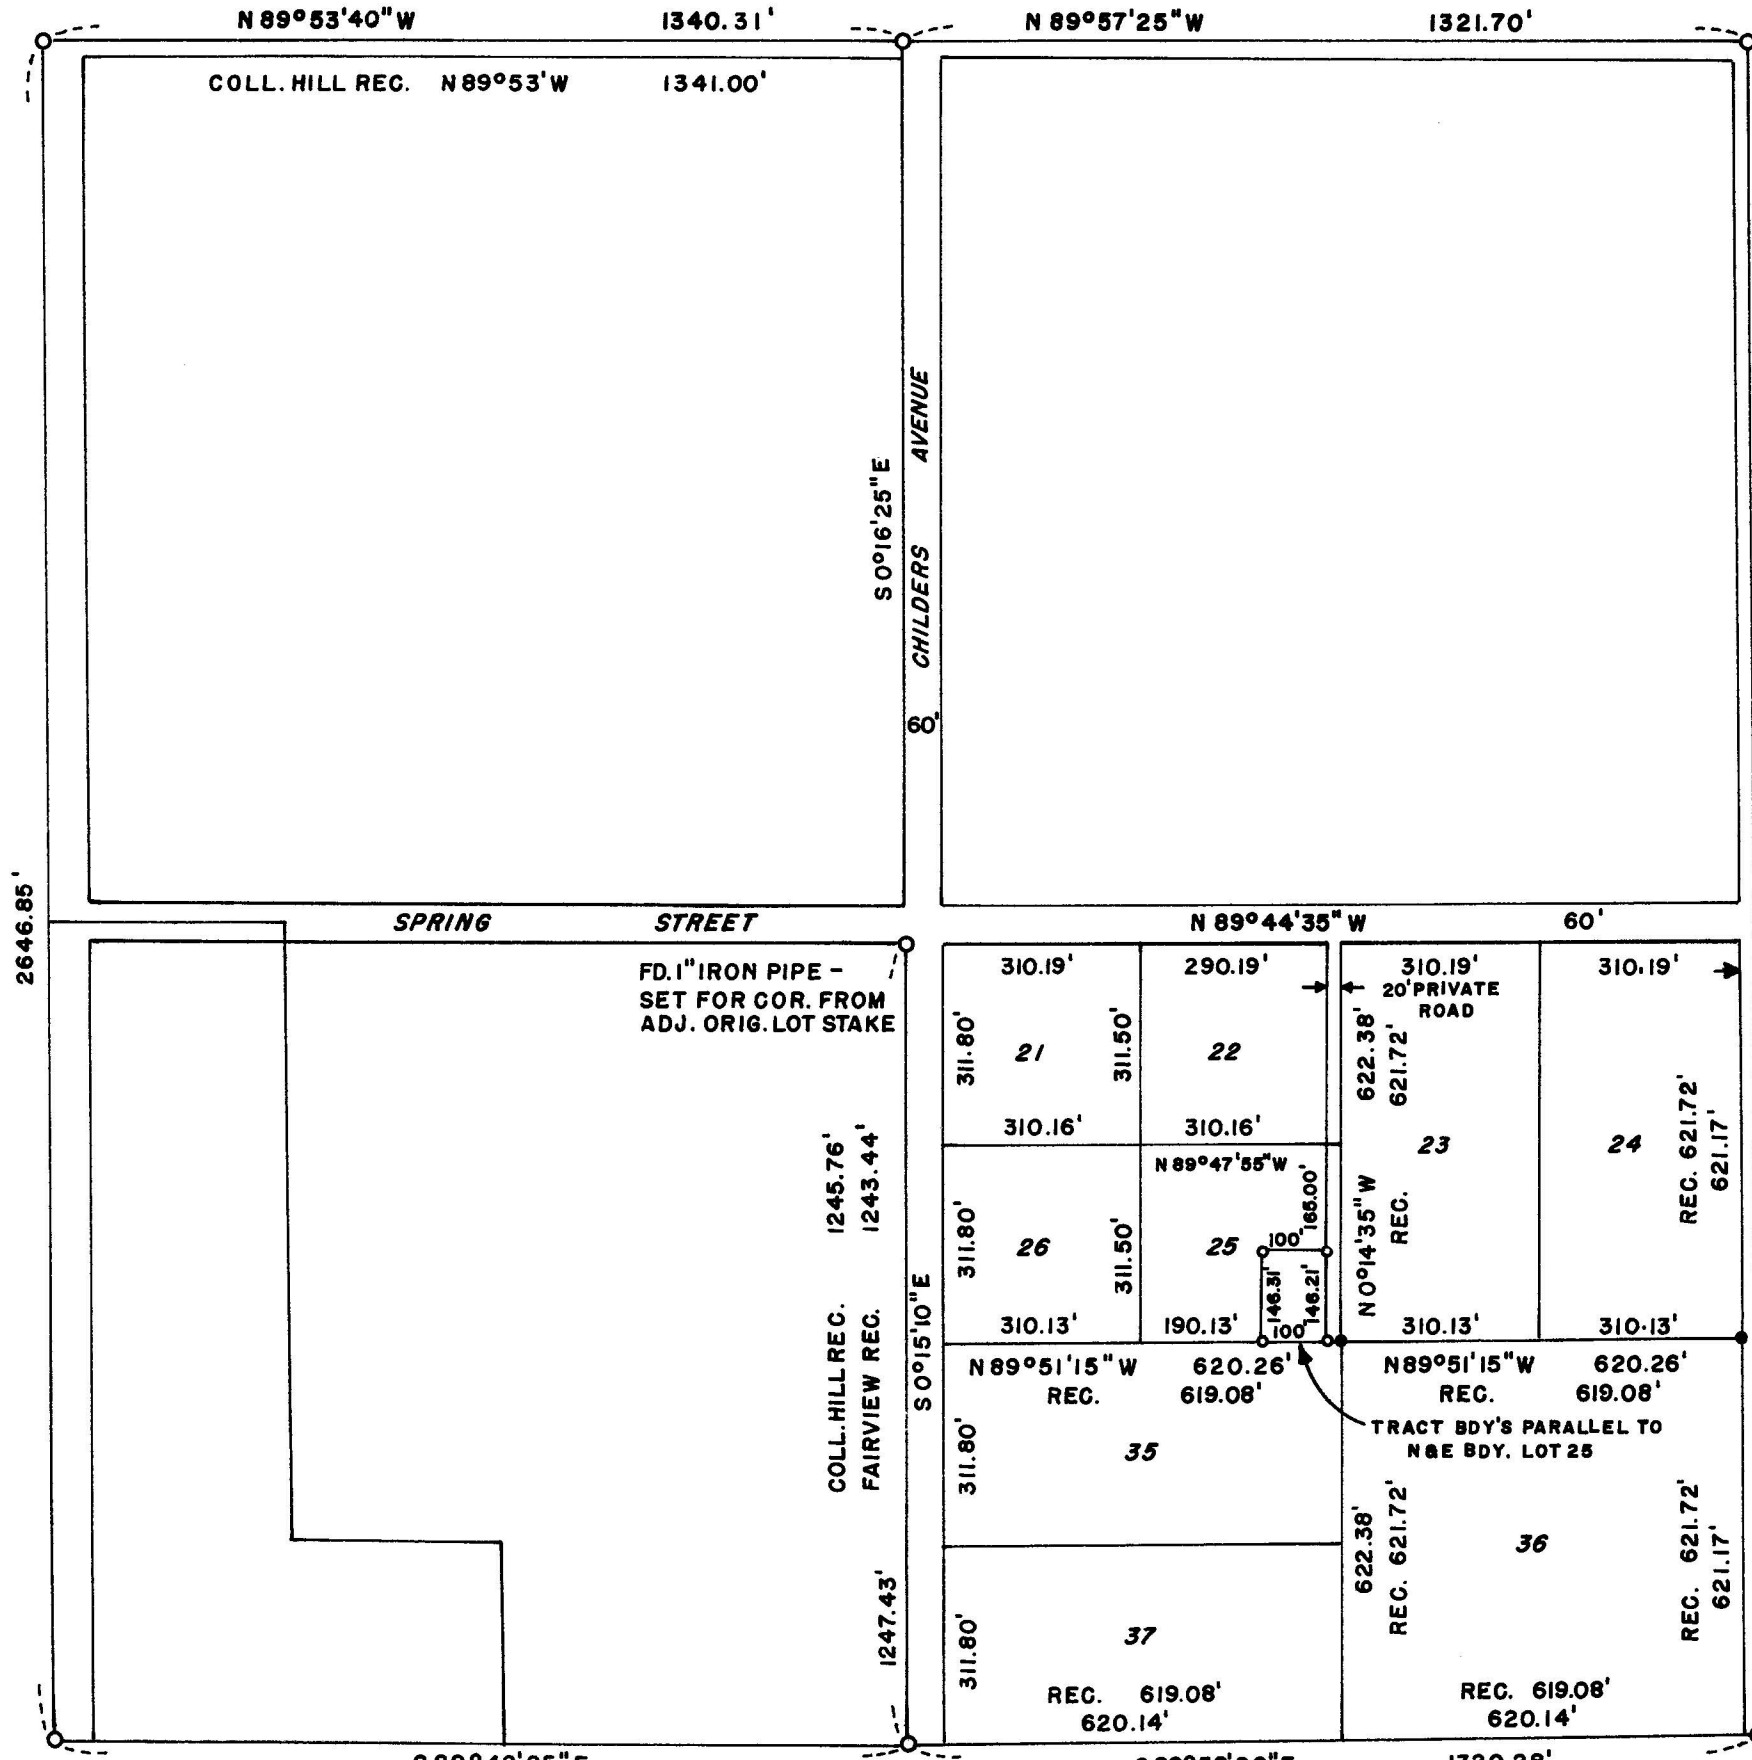 N 89°53'40" W 1340.31' N 89°57'25" W 1321.70'
COLL. HILL REC. N89°53'W 1341.00'
S 0°16'25" E
CHILDERS AVENUE
60'
2646.85'
SPRING STREET N 89°44'35" W 60'
FD. 1" IRON PIPE –
SET FOR COR. FROM
ADJ. ORIG. LOT STAKE
310.19' 290.19' 310.19' 310.19'
20' PRIVATE
ROAD
311.80' 21 311.50' 22
622.38'
621.72'
REC.
23 24
REC. 621.72'
621.17'
310.16' 310.16'
N 89°47'55" W
165.00'
N 0°14'35" W
311.80' 26 311.50' 25 100'
146.31' 146.21'
310.13' 190.13' 100' 310.13' 310.13'
COLL. HILL REC. 1245.76'
FAIRVIEW REC. 1243.44'
S 0°15'10" E
N 89°51'15" W 620.26' N 89°51'15" W 620.26'
REC. 619.08' REC. 619.08'
TRACT BDY'S PARALLEL TO
N&E BDY. LOT 25
311.80' 35
622.38'
REC. 621.72'
36
REC. 621.72'
621.17'
1247.43'
311.80' 37
REC. 619.08' REC. 619.08'
620.14' 620.14'